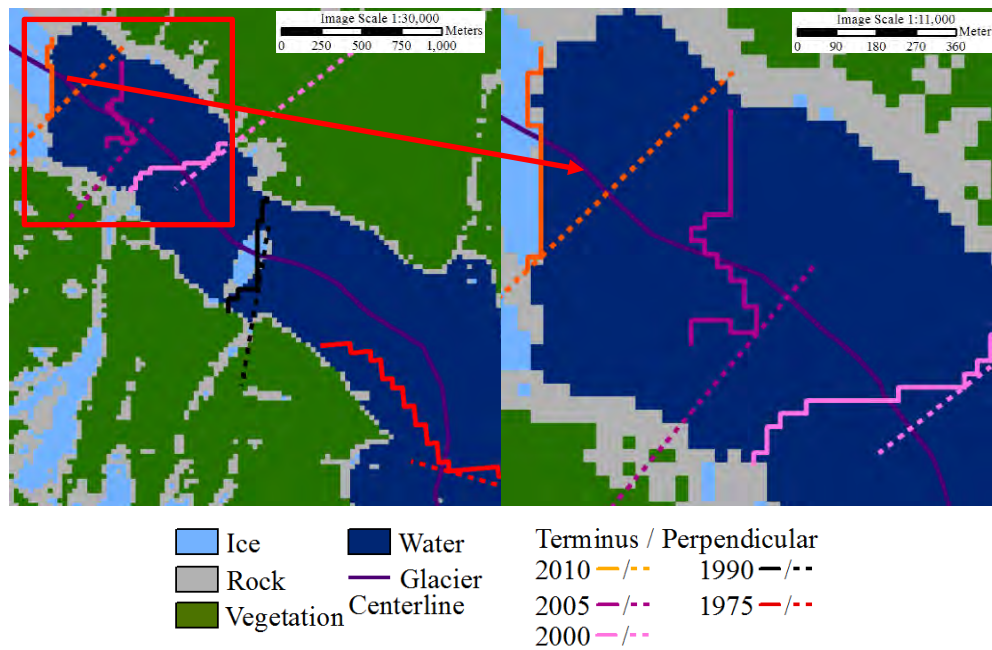 Image Scale 1:30,000
Meters
0 250 500 750 1,000
Image Scale 1:11,000
Meter
0 90 180 270 360
Ice
Rock
Vegetation
Water
Glacier
Centerline
Terminus / Perpendicular
2010 /
2005 /
2000 /
1990 /
1975 /